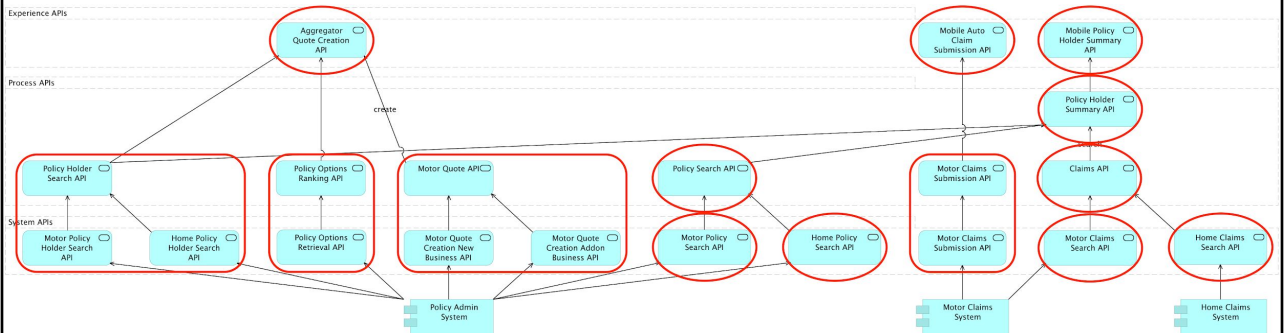 Experience APIs
Aggregator
Quote Creation
API
Mobile Auto
Claim
Submission API
Mobile Policy
Holder Summary
API
Process APIs
create
Policy Holder
Summary API
Policy Holder
Search API
Policy Options
Ranking API
Motor Quote API
Policy Search API
Motor Claims
Submission API
Claims API
System APIs
Motor Policy
Holder Search
API
Home Policy
Holder Search
API
Policy Options
Retrieval API
Motor Quote
Creation New
Business API
Motor Quote
Creation Addon
Business API
Motor Policy
Search API
Home Policy
Search API
Motor Claims
Submission API
Motor Claims
Search API
Home Claims
Search API
Policy Admin
System
Motor Claims
System
Home Claims
System